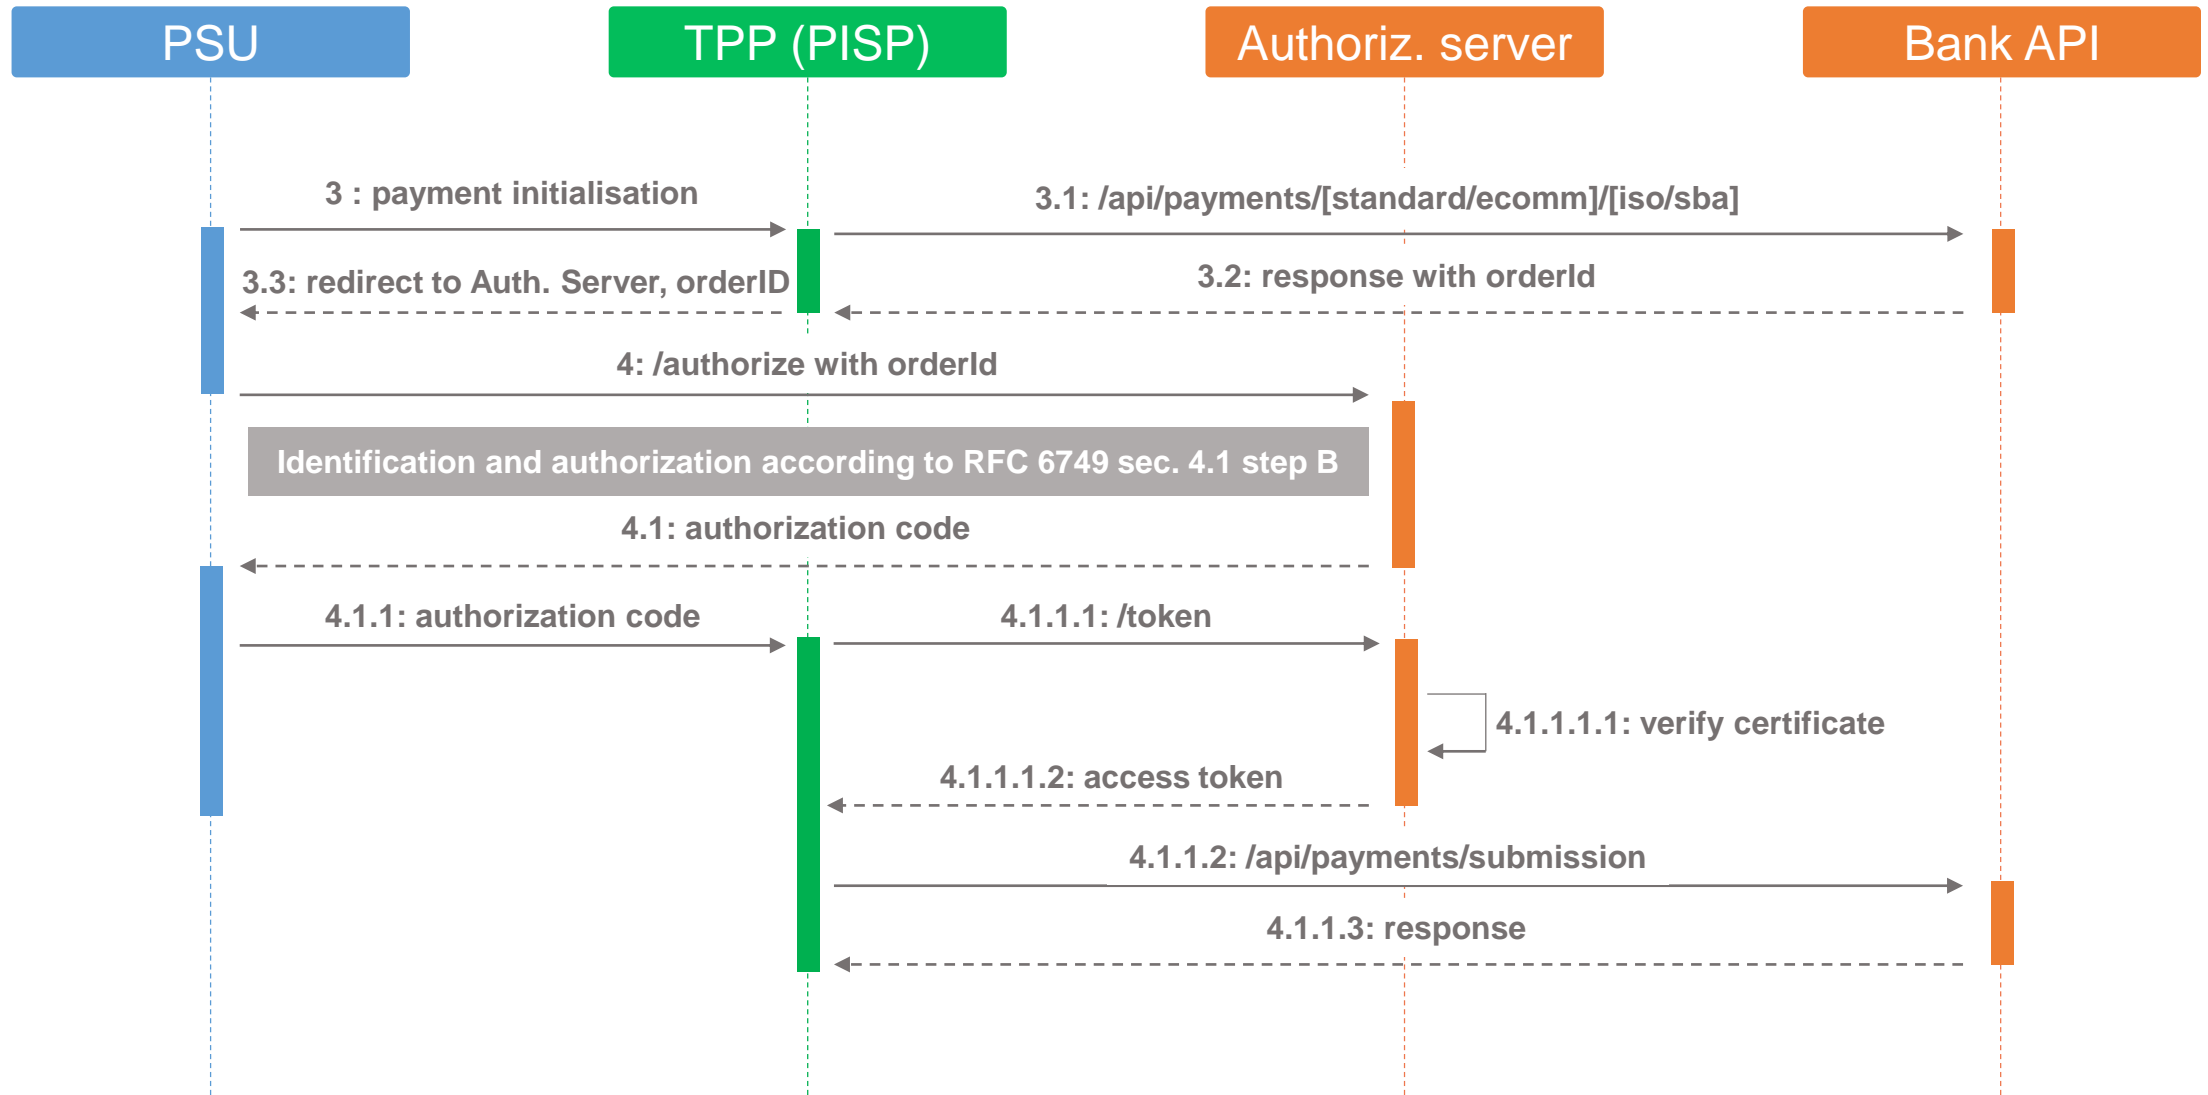 PSU
TPP (PISP)
Authoriz. server
Bank API
3 : payment initialisation
3.1: /api/payments/[standard/ecomm]/[iso/sba]
3.3: redirect to Auth. Server, orderID
3.2: response with orderId
4: /authorize with orderId
Identification and authorization according to RFC 6749 sec. 4.1 step B
4.1: authorization code
4.1.1: authorization code
4.1.1.1: /token
4.1.1.1.1: verify certificate
4.1.1.1.2: access token
4.1.1.2: /api/payments/submission
4.1.1.3: response